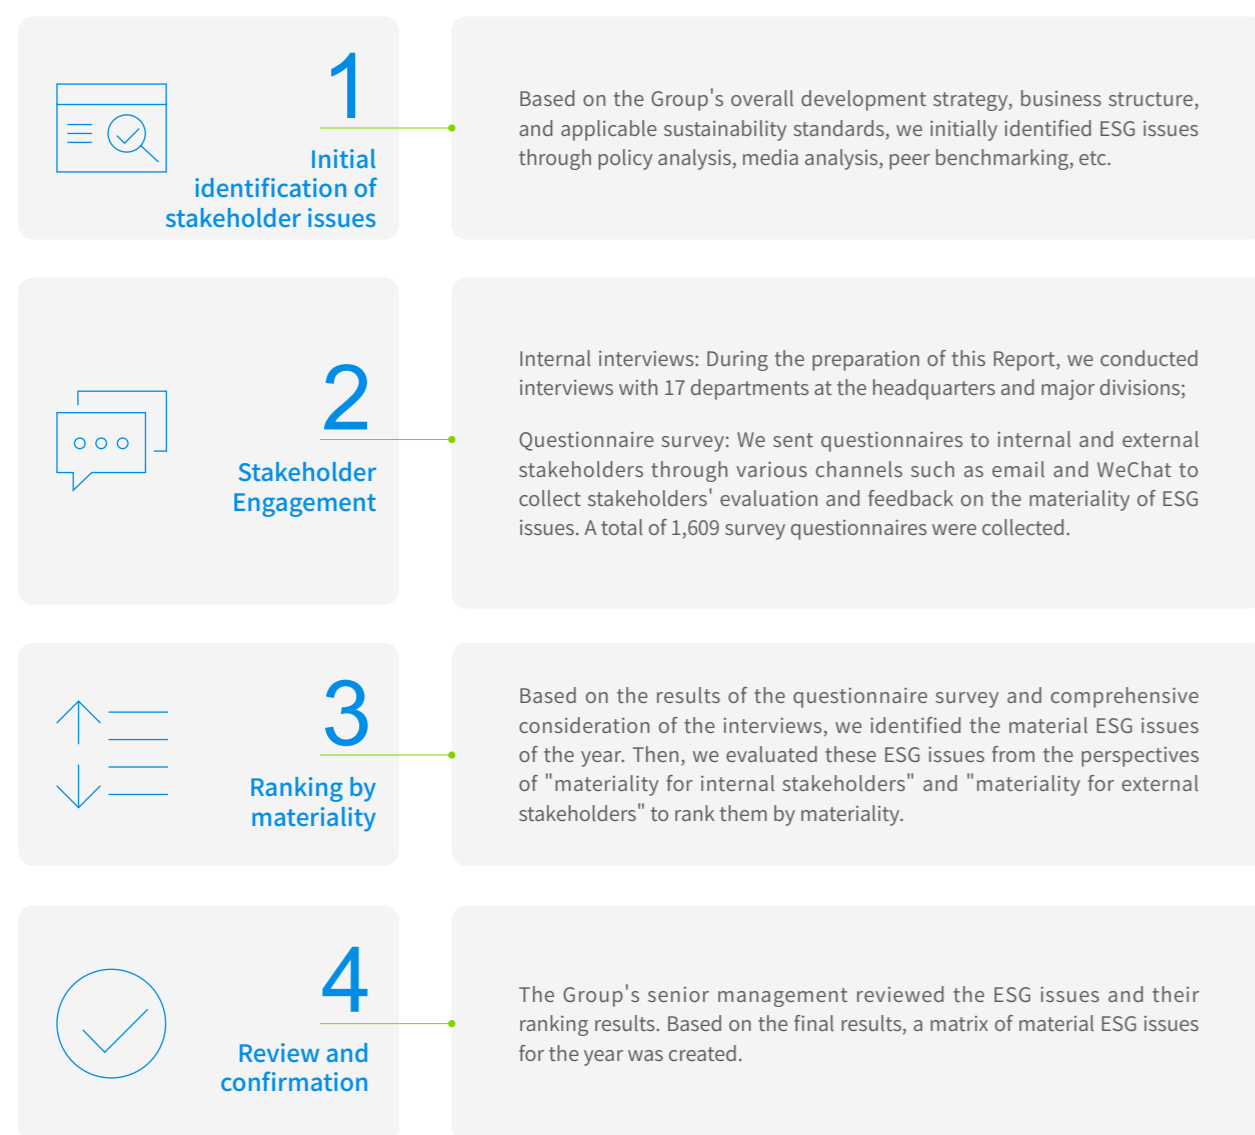 1
Initial
identification of
stakeholder issues
Based on the Group's overall development strategy, business structure,
and applicable sustainability standards, we initially identified ESG issues
through policy analysis, media analysis, peer benchmarking, etc.
2
Stakeholder
Engagement
Internal interviews: During the preparation of this Report, we conducted
interviews with 17 departments at the headquarters and major divisions;
Questionnaire survey: We sent questionnaires to internal and external
stakeholders through various channels such as email and WeChat to
collect stakeholders' evaluation and feedback on the materiality of ESG
issues. A total of 1,609 survey questionnaires were collected.
3
Ranking by
materiality
Based on the results of the questionnaire survey and comprehensive
consideration of the interviews, we identified the material ESG issues
of the year. Then, we evaluated these ESG issues from the perspectives
of "materiality for internal stakeholders" and "materiality for external
stakeholders" to rank them by materiality.
4
Review and
confirmation
The Group's senior management reviewed the ESG issues and their
ranking results. Based on the final results, a matrix of material ESG issues
for the year was created.